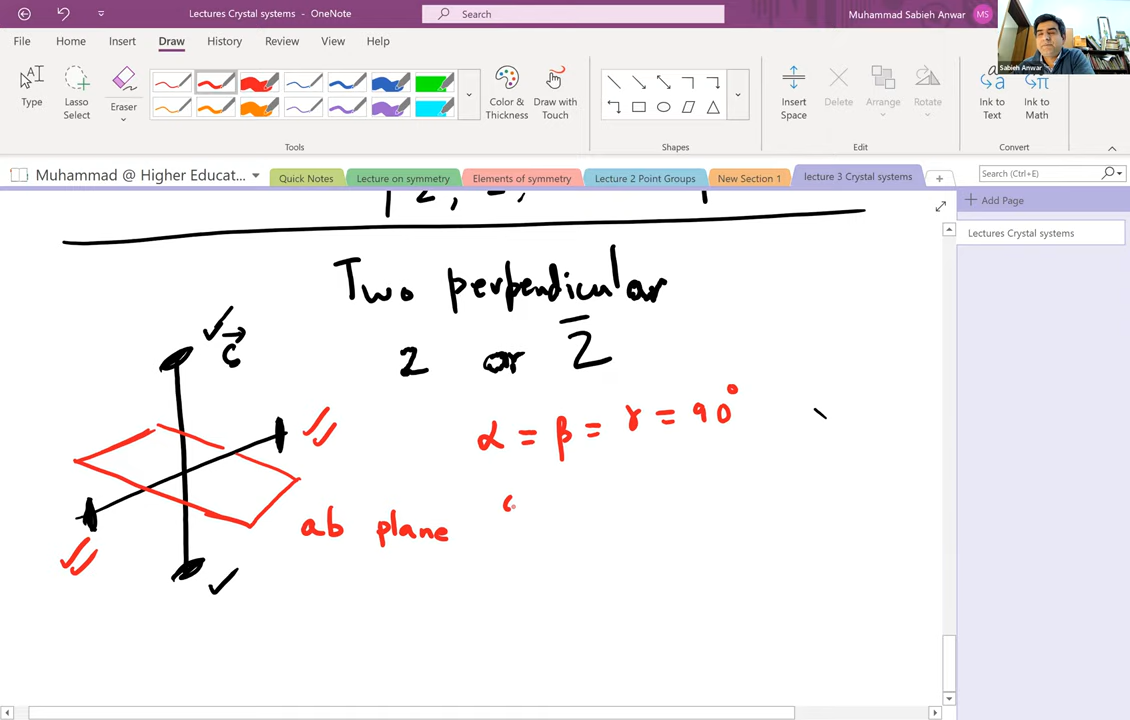 Lectures Crystal systems - OneNote
Search
Muhammad Sabieh Anwar MS
File Home Insert Draw History Review View Help
Sabieh Anwar
Type
Lasso Select
Eraser
Color & Thickness
Draw with Touch
Insert Space
Delete
Arrange
Rotate
Ink to Text
Ink to Math
Tools
Shapes
Edit
Convert
Muhammad @ Higher Educat...
Quick Notes
Lecture on symmetry
Elements of symmetry
Lecture 2 Point Groups
New Section 1
lecture 3 Crystal systems
Search (Ctrl+E)
Add Page
Lectures Crystal systems
Two perpendicular
2 or 2̅
c⃗
α = β = γ = 90°
ab plane